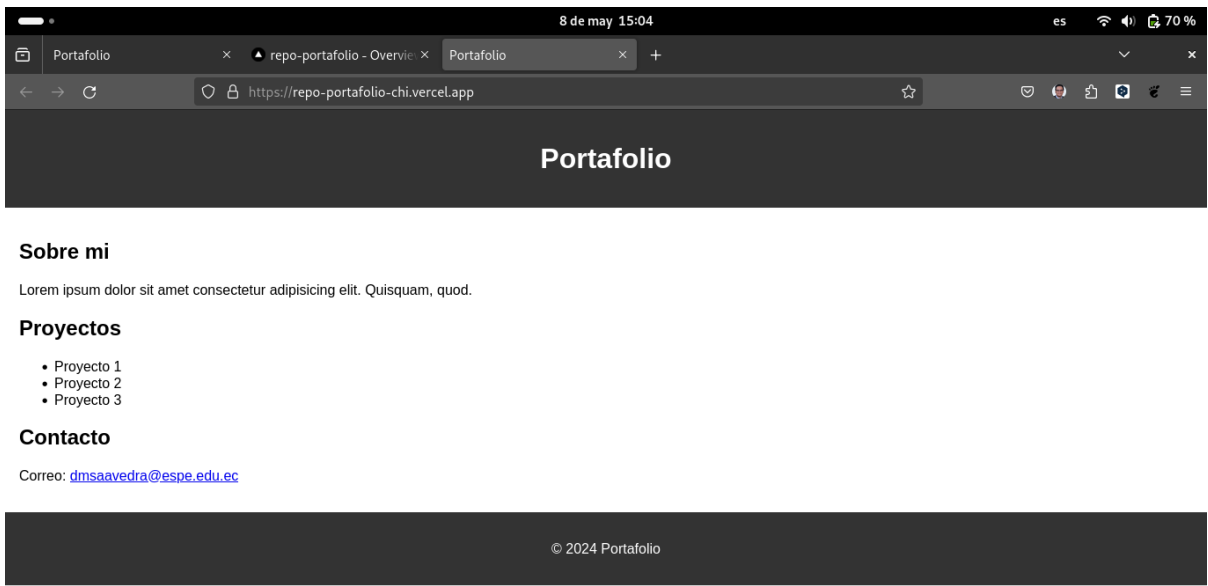 8 de may 15:04
es
70 %
Portafolio
repo-portafolio - Overvie
Portafolio
https://repo-portafolio-chi.vercel.app
Portafolio
Sobre mi
Lorem ipsum dolor sit amet consectetur adipisicing elit. Quisquam, quod.
Proyectos
• Proyecto 1
• Proyecto 2
• Proyecto 3
Contacto
Correo: dmsaavedra@espe.edu.ec
© 2024 Portafolio